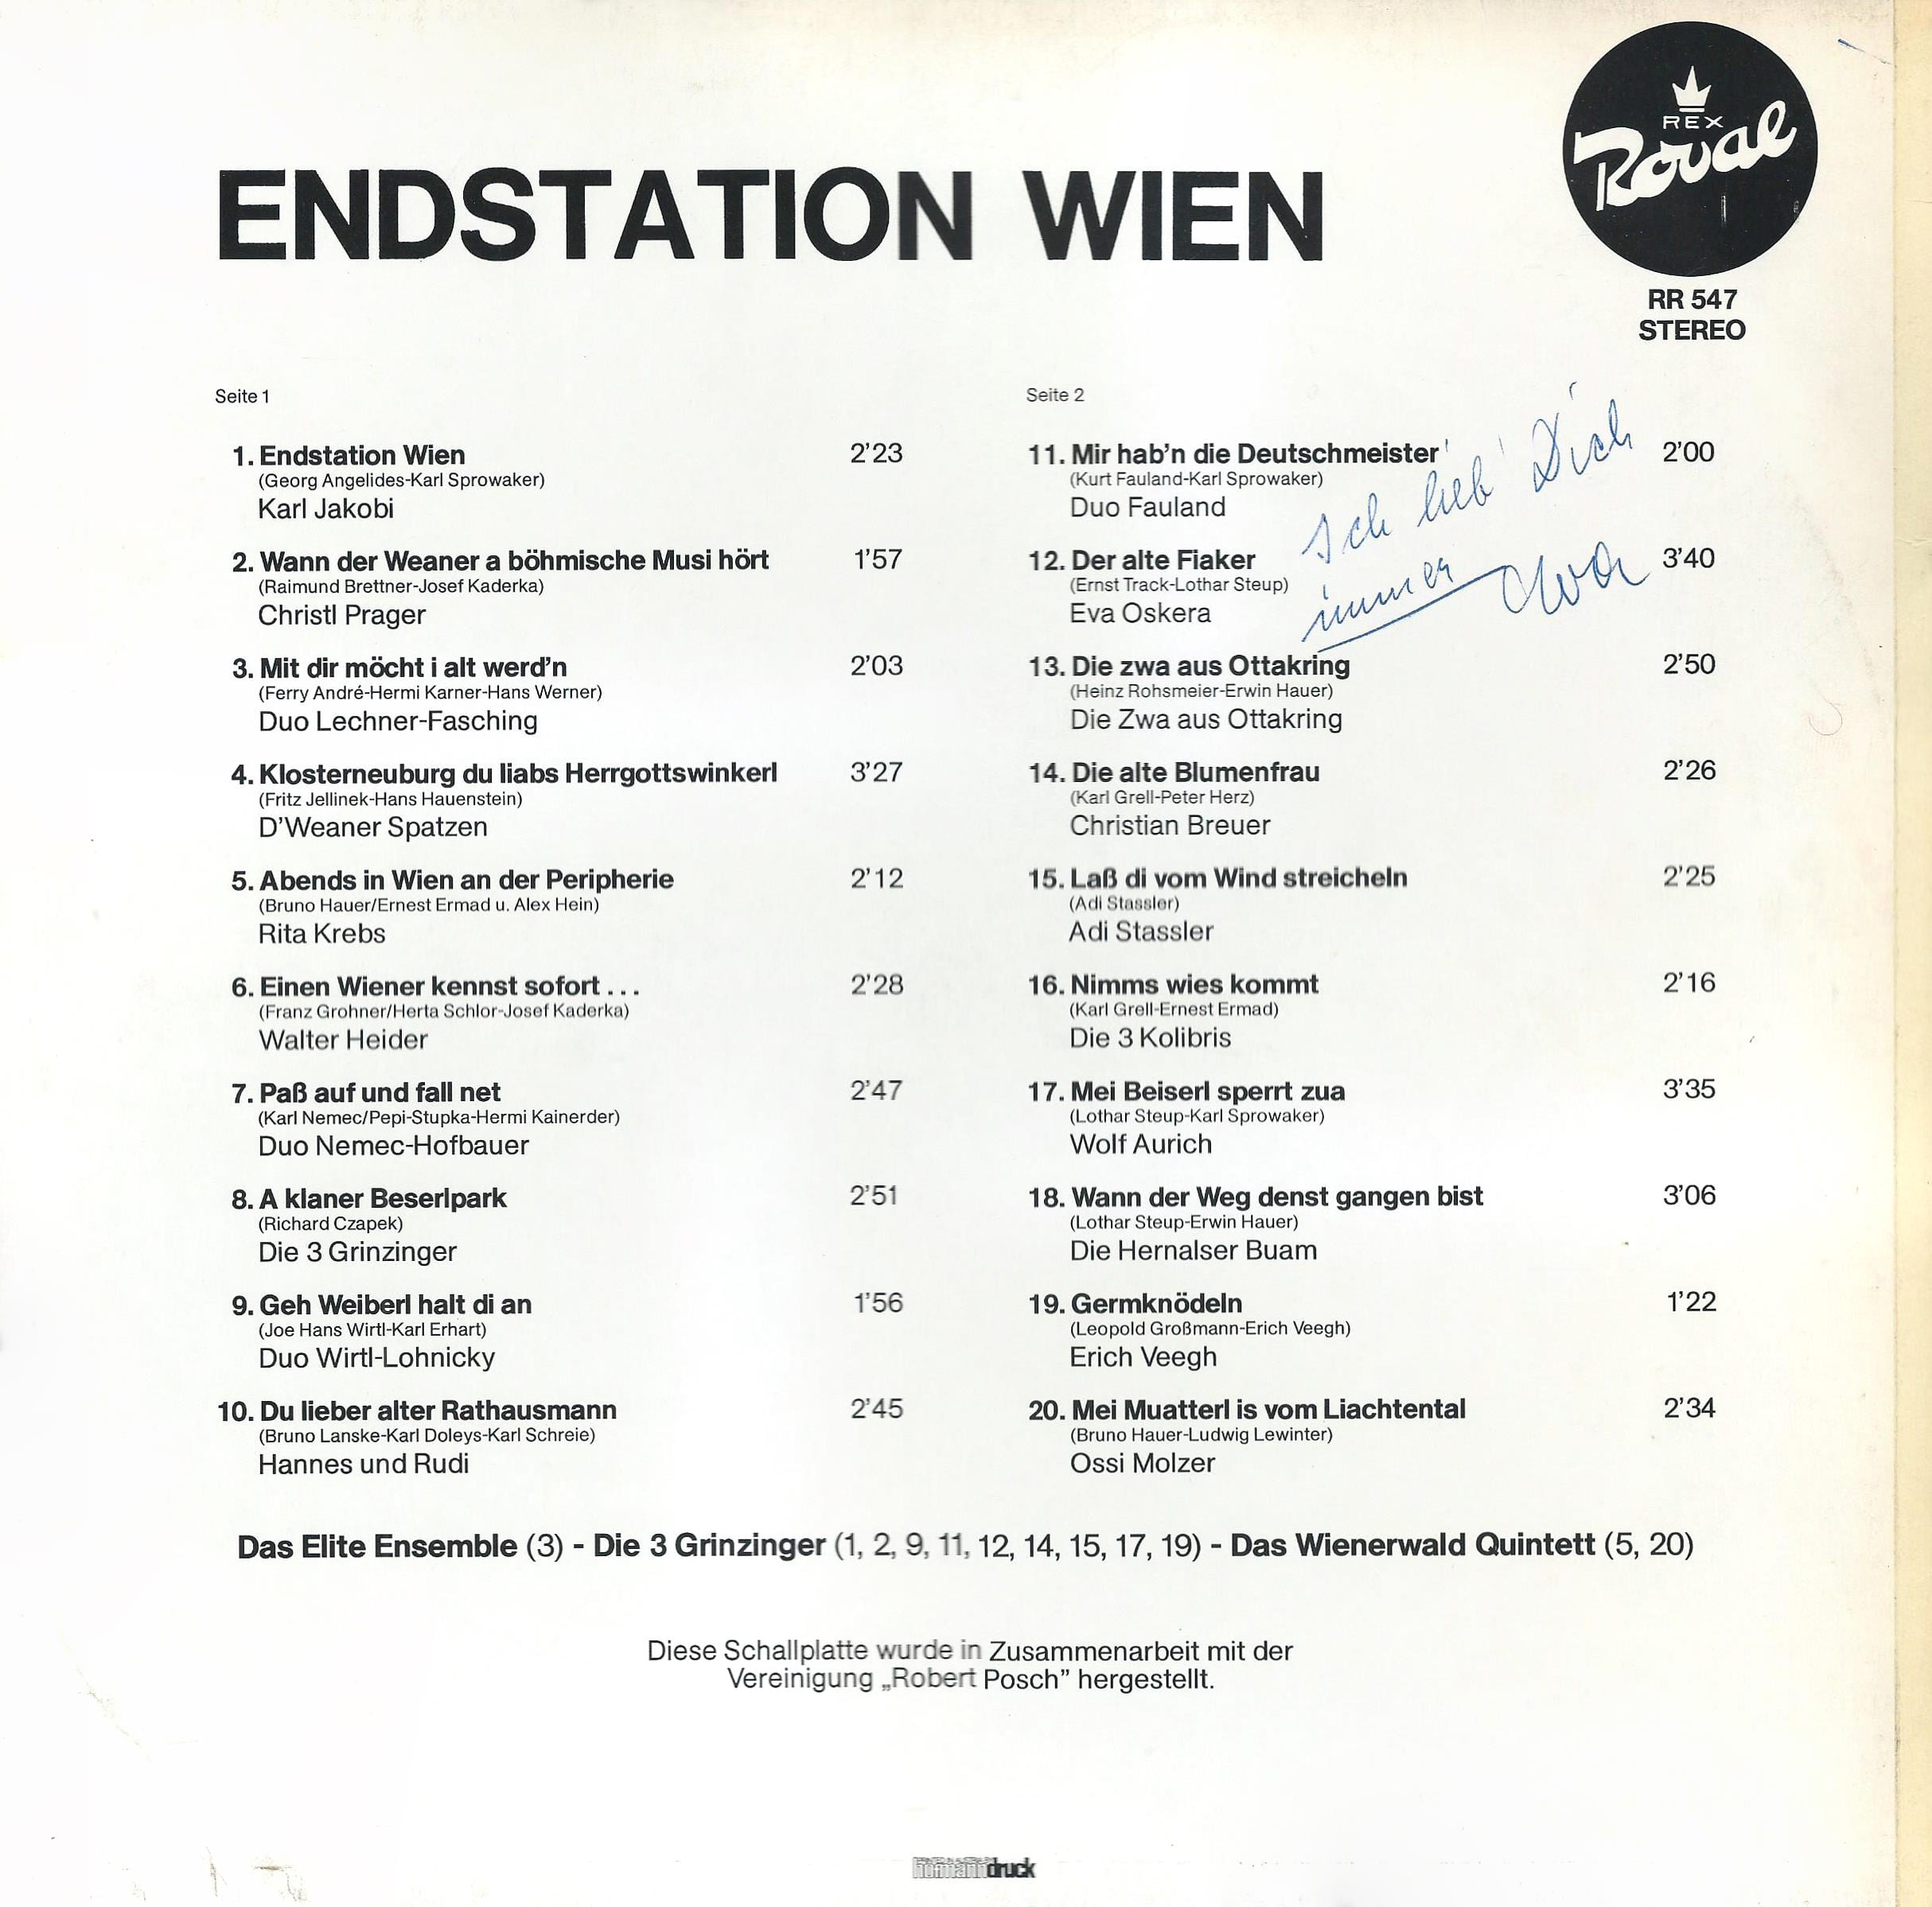 REX
Royal
ENDSTATION WIEN
RR 547
STEREO
Seite 1
1. Endstation Wien 2'23
(Georg Angelides-Karl Sprowaker)
Karl Jakobi
2. Wann der Weaner a böhmische Musi hört 1'57
(Raimund Brettner-Josef Kaderka)
Christl Prager
3. Mit dir möcht i alt werd'n 2'03
(Ferry André-Hermi Karner-Hans Werner)
Duo Lechner-Fasching
4. Klosterneuburg du liabs Herrgottswinkerl 3'27
(Fritz Jellinek-Hans Hauenstein)
D'Weaner Spatzen
5. Abends in Wien an der Peripherie 2'12
(Bruno Hauer/Ernest Ermad u. Alex Hein)
Rita Krebs
6. Einen Wiener kennst sofort . . . 2'28
(Franz Grohner/Herta Schlor-Josef Kaderka)
Walter Heider
7. Paß auf und fall net 2'47
(Karl Nemec/Pepi-Stupka-Hermi Kainerder)
Duo Nemec-Hofbauer
8. A klaner Beserlpark 2'51
(Richard Czapek)
Die 3 Grinzinger
9. Geh Weiberl halt di an 1'56
(Joe Hans Wirtl-Karl Erhart)
Duo Wirtl-Lohnicky
10. Du lieber alter Rathausmann 2'45
(Bruno Lanske-Karl Doleys-Karl Schreie)
Hannes und Rudi
Seite 2
11. Mir hab'n die Deutschmeister 2'00
(Kurt Fauland-Karl Sprowaker)
Duo Fauland
Ich lieb' Dich
immer Eva
12. Der alte Fiaker 3'40
(Ernst Track-Lothar Steup)
Eva Oskera
13. Die zwa aus Ottakring 2'50
(Heinz Rohsmeier-Erwin Hauer)
Die Zwa aus Ottakring
14. Die alte Blumenfrau 2'26
(Karl Grell-Peter Herz)
Christian Breuer
15. Laß di vom Wind streicheln 2'25
(Adi Stassler)
Adi Stassler
16. Nimms wies kommt 2'16
(Karl Grell-Ernest Ermad)
Die 3 Kolibris
17. Mei Beiserl sperrt zua 3'35
(Lothar Steup-Karl Sprowaker)
Wolf Aurich
18. Wann der Weg denst gangen bist 3'06
(Lothar Steup-Erwin Hauer)
Die Hernalser Buam
19. Germknödeln 1'22
(Leopold Großmann-Erich Veegh)
Erich Veegh
20. Mei Muatterl is vom Liachtental 2'34
(Bruno Hauer-Ludwig Lewinter)
Ossi Molzer
Das Elite Ensemble (3) - Die 3 Grinzinger (1, 2, 9, 11, 12, 14, 15, 17, 19) - Das Wienerwald Quintett (5, 20)
Diese Schallplatte wurde in Zusammenarbeit mit der
Vereinigung „Robert Posch” hergestellt.
hofmanndruck